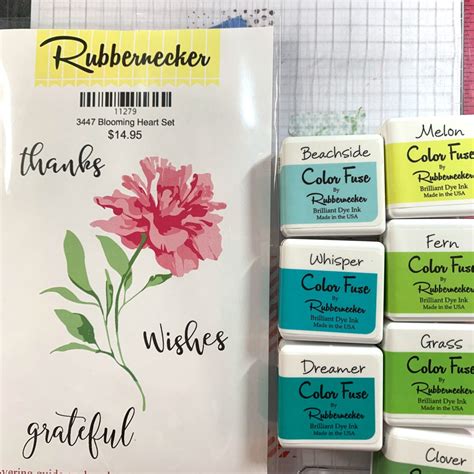 Rubbernecker
11279
3447 Blooming Heart Set
$14.95
thanks
Wishes
grateful
Beachside
Color Fuse
By
Rubbernecker
Brilliant Dye Ink
Made in the USA
Melon
Color Fuse
By
Rubbernecker
Brilliant Dye Ink
Made in the USA
Whisper
Color Fuse
By
Rubbernecker
Brilliant Dye Ink
Made in the USA
Fern
Color Fuse
By
Rubbernecker
Brilliant Dye Ink
Made in the USA
Dreamer
Color Fuse
By
Rubbernecker
Brilliant Dye Ink
Made in the USA
Grass
Color Fuse
By
Rubbernecker
Brilliant Dye Ink
Made in the USA
Clover
Color Fuse